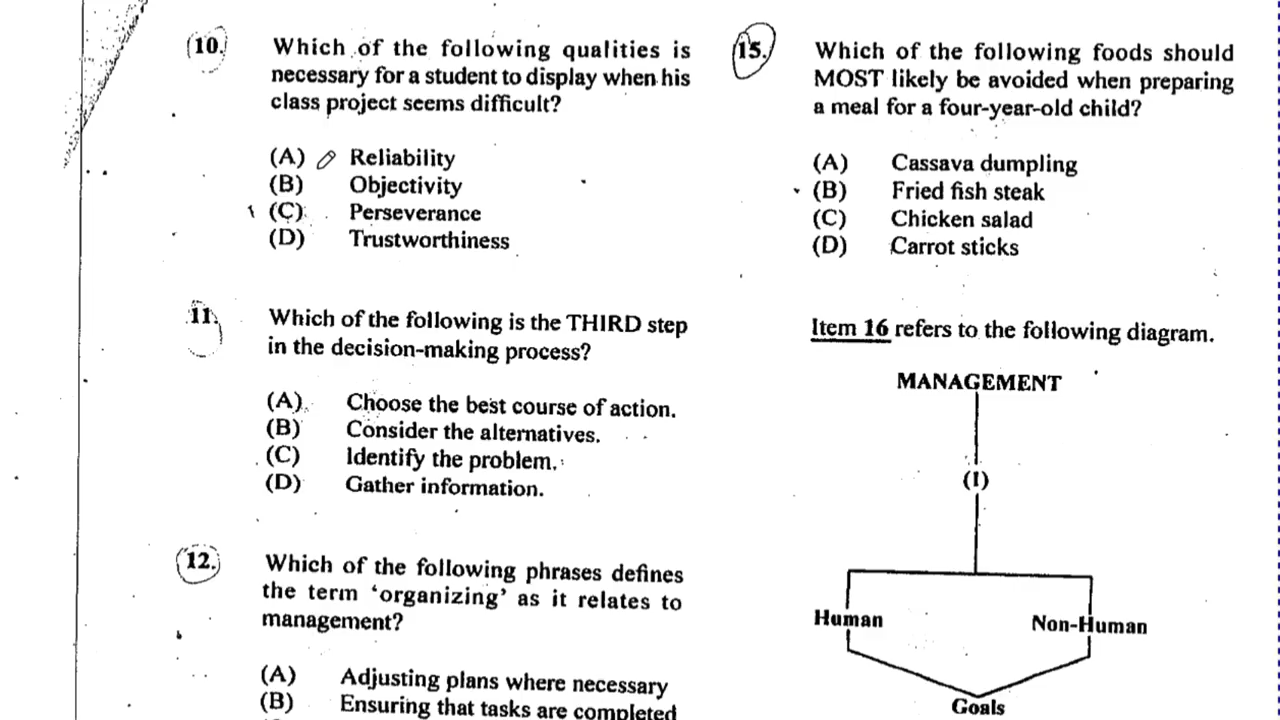 10. Which of the following qualities is
necessary for a student to display when his
class project seems difficult?
(A) Reliability
(B) Objectivity
(C) Perseverance
(D) Trustworthiness
11. Which of the following is the THIRD step
in the decision-making process?
(A) Choose the best course of action.
(B) Consider the alternatives.
(C) Identify the problem.
(D) Gather information.
12. Which of the following phrases defines
the term ‘organizing’ as it relates to
management?
(A) Adjusting plans where necessary
(B) Ensuring that tasks are completed
15. Which of the following foods should
MOST likely be avoided when preparing
a meal for a four-year-old child?
(A) Cassava dumpling
(B) Fried fish steak
(C) Chicken salad
(D) Carrot sticks
Item 16 refers to the following diagram.
MANAGEMENT
(I)
Human Non-Human
Goals